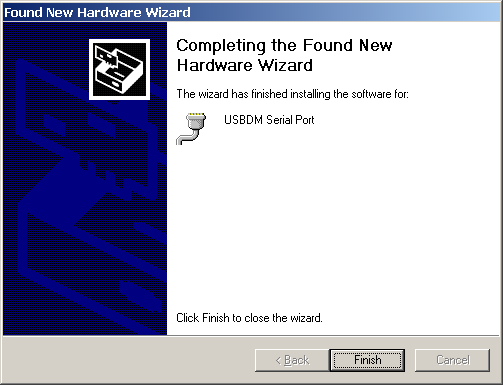 Found New Hardware Wizard
Completing the Found New
Hardware Wizard
The wizard has finished installing the software for:
USBDM Serial Port
Click Finish to close the wizard.
< Back
Finish
Cancel